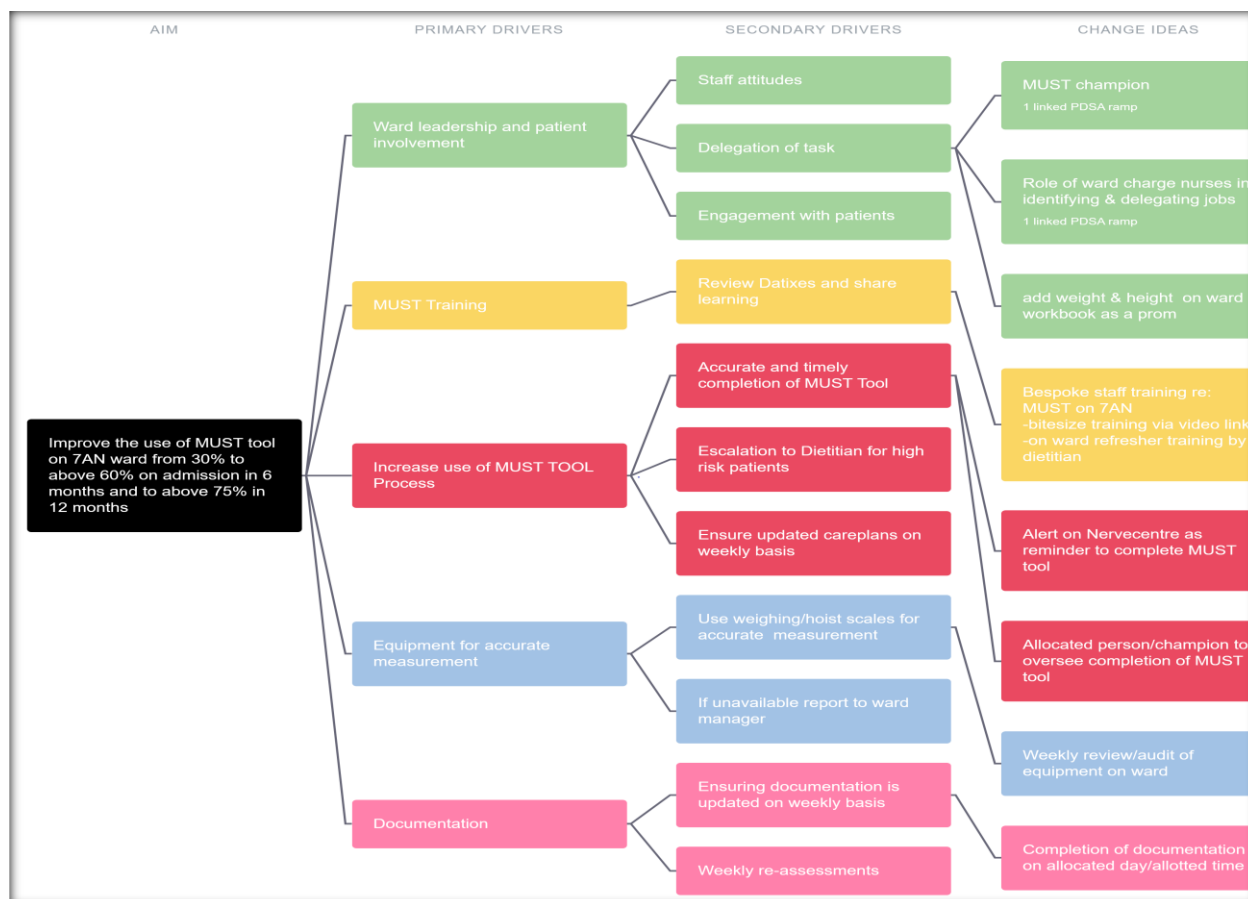 AIM
PRIMARY DRIVERS
SECONDARY DRIVERS
CHANGE IDEAS
Improve the use of MUST tool
on 7AN ward from 30% to
above 60% on admission in 6
months and to above 75% in
12 months
Ward leadership and patient
involvement
MUST Training
Increase use of MUST TOOL
Process
Equipment for accurate
measurement
Documentation
Staff attitudes
Delegation of task
Engagement with patients
Review Datixes and share
learning
Accurate and timely
completion of MUST Tool
Escalation to Dietitian for high
risk patients
Ensure updated careplans on
weekly basis
Use weighing/hoist scales for
accurate measurement
If unavailable report to ward
manager
Ensuring documentation is
updated on weekly basis
Weekly re-assessments
MUST champion
1 linked PDSA ramp
Role of ward charge nurses in
identifying & delegating jobs
1 linked PDSA ramp
add weight & height on ward
workbook as a prom
Bespoke staff training re:
MUST on 7AN
-bitesize training via video link
-on ward refresher training by
dietitian
Alert on Nervecentre as
reminder to complete MUST
tool
Allocated person/champion to
oversee completion of MUST
tool
Weekly review/audit of
equipment on ward
Completion of documentation
on allocated day/allotted time